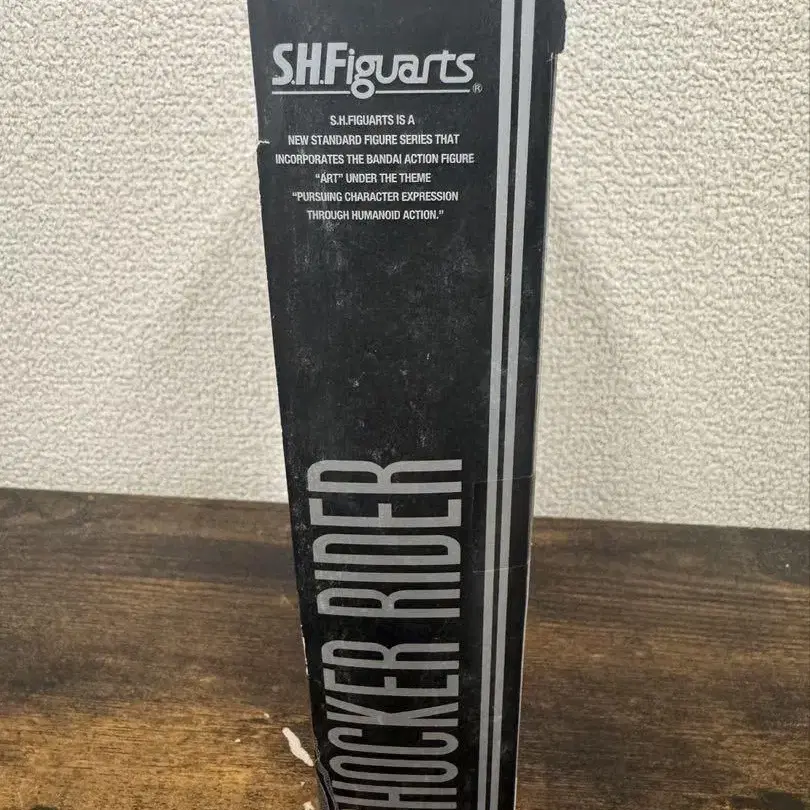 S.H.Figuarts®
S.H.FIGUARTS IS A
NEW STANDARD FIGURE SERIES THAT
INCORPORATES THE BANDAI ACTION FIGURE
"ART" UNDER THE THEME
"PURSUING CHARACTER EXPRESSION
THROUGH HUMANOID ACTION."
HOCKER RIDER